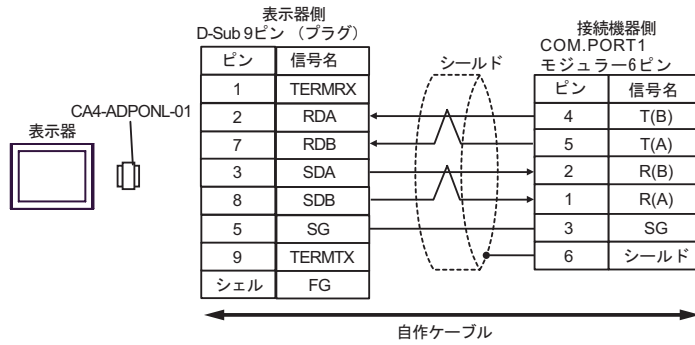 表示器側
D-Sub 9ピン （プラグ）
接続機器側
COM.PORT1
モジュラー6ピン
シールド
CA4-ADPONL-01
表示器
ピン 信号名
1 TERMRX
2 RDA
7 RDB
3 SDA
8 SDB
5 SG
9 TERMTX
シェル FG
ピン 信号名
4 T(B)
5 T(A)
2 R(B)
1 R(A)
3 SG
6 シールド
自作ケーブル